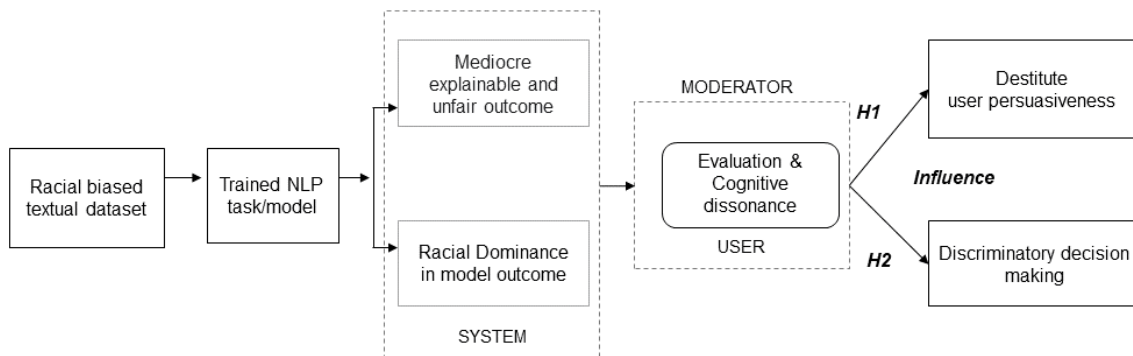 Racial biased
textual dataset
Trained NLP
task/model
Mediocre
explainable and
unfair outcome
Racial Dominance
in model outcome
SYSTEM
MODERATOR
Evaluation &
Cognitive
dissonance
USER
H1
Influence
H2
Destitute
user persuasiveness
Discriminatory decision
making